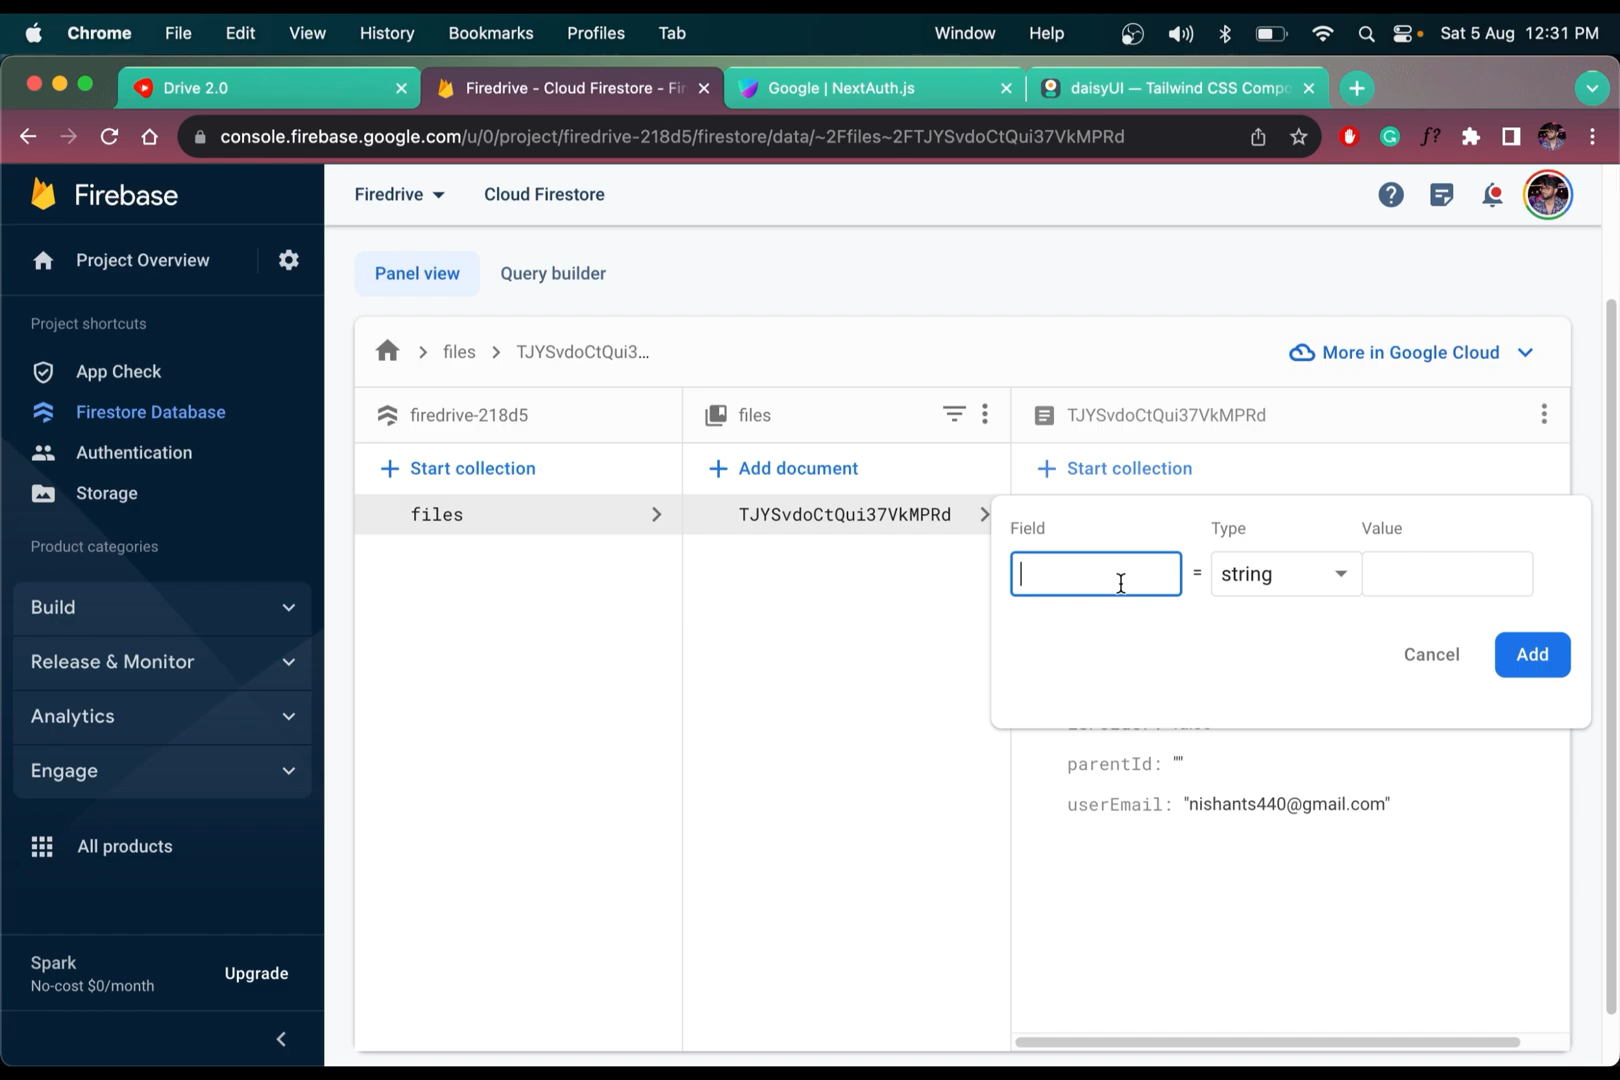 Chrome File Edit View History Bookmarks Profiles Tab Window Help Sat 5 Aug 12:31 PM
Drive 2.0 Firedrive - Cloud Firestore - Fir Google | NextAuth.js daisyUI — Tailwind CSS Compo
console.firebase.google.com/u/0/project/firedrive-218d5/firestore/data/~2Ffiles~2FTJYSvdoCtQui37VkMPRd
f?
Firebase
Firedrive Cloud Firestore
Project Overview
Panel view Query builder
Project shortcuts
App Check
Firestore Database
Authentication
Storage
Product categories
Build
Release & Monitor
Analytics
Engage
All products
Spark
No-cost $0/month
Upgrade
files TJYSvdoCtQui3...
More in Google Cloud
firedrive-218d5
files
TJYSvdoCtQui37VkMPRd
Start collection
Add document
Start collection
files
TJYSvdoCtQui37VkMPRd
Field Type Value
= string
Cancel Add
parentId: ""
userEmail: "nishants440@gmail.com"